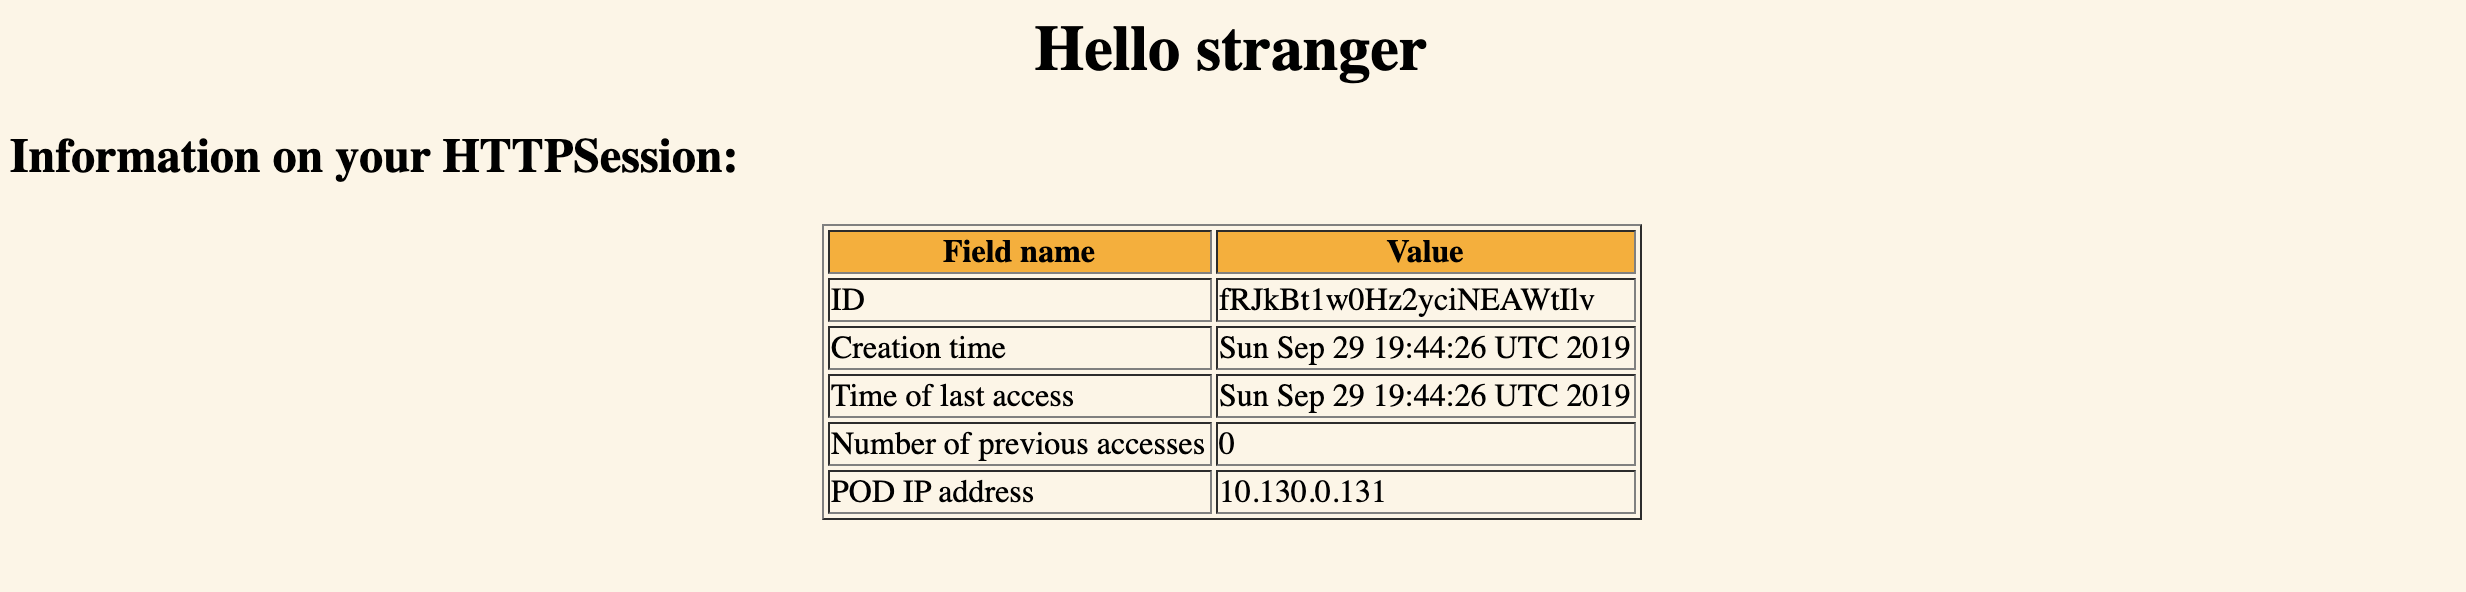 Hello stranger
Information on your HTTPSession:
Field name Value
ID fRJkBt1w0Hz2yciNEAWtIlv
Creation time Sun Sep 29 19:44:26 UTC 2019
Time of last access Sun Sep 29 19:44:26 UTC 2019
Number of previous accesses 0
POD IP address 10.130.0.131